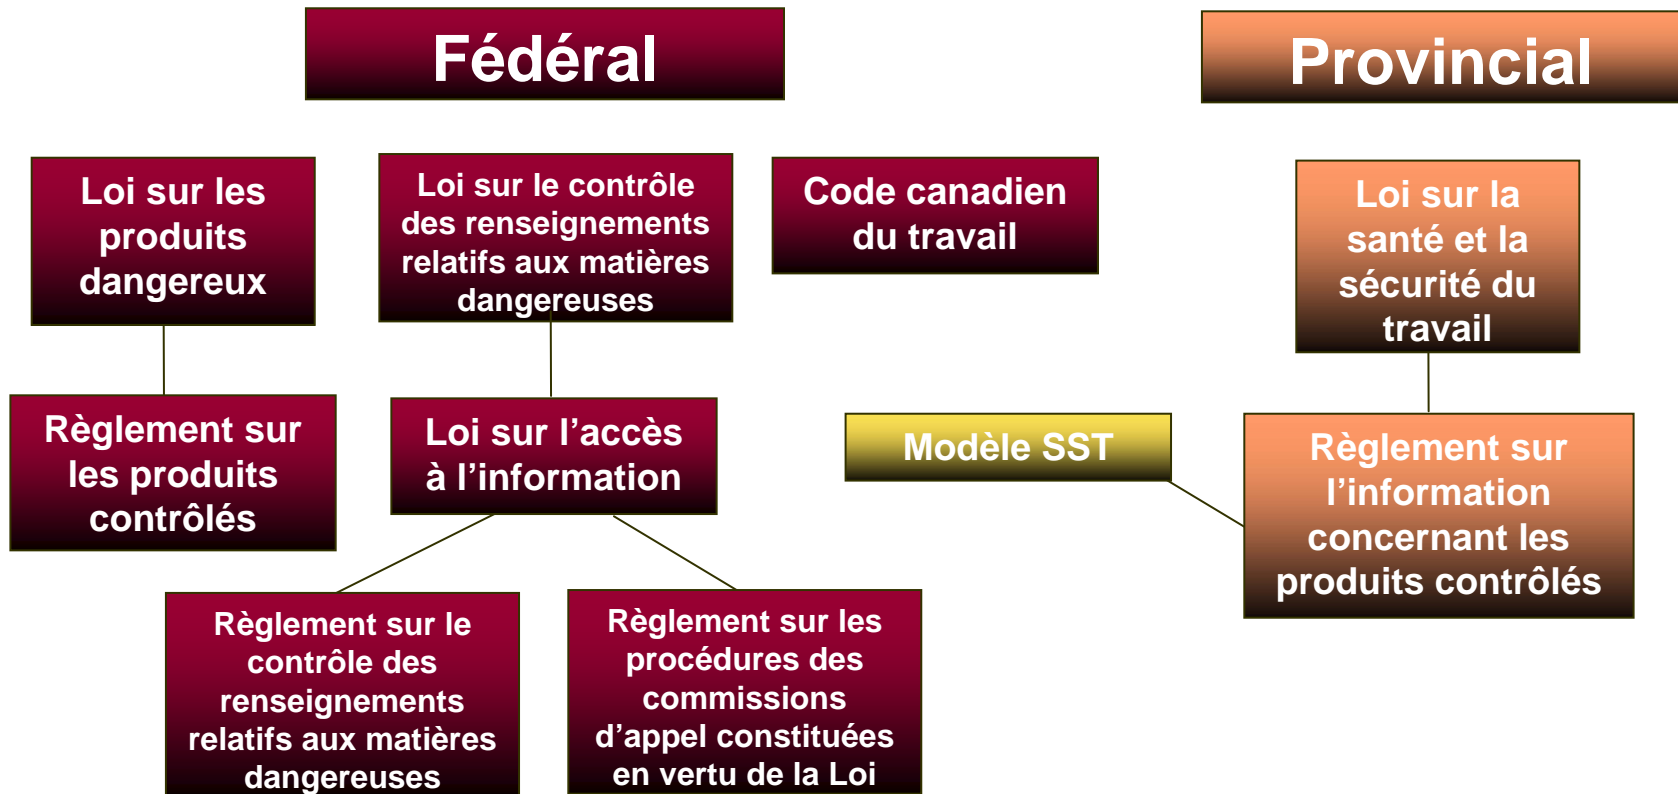 Fédéral
Provincial
Loi sur les
produits
dangereux
Loi sur le contrôle
des renseignements
relatifs aux matières
dangereuses
Code canadien
du travail
Loi sur la
santé et la
sécurité du
travail
Règlement sur
les produits
contrôlés
Loi sur l’accès
à l’information
Modèle SST
Règlement sur
l’information
concernant les
produits contrôlés
Règlement sur le
contrôle des
renseignements
relatifs aux matières
dangereuses
Règlement sur les
procédures des
commissions
d’appel constituées
en vertu de la Loi